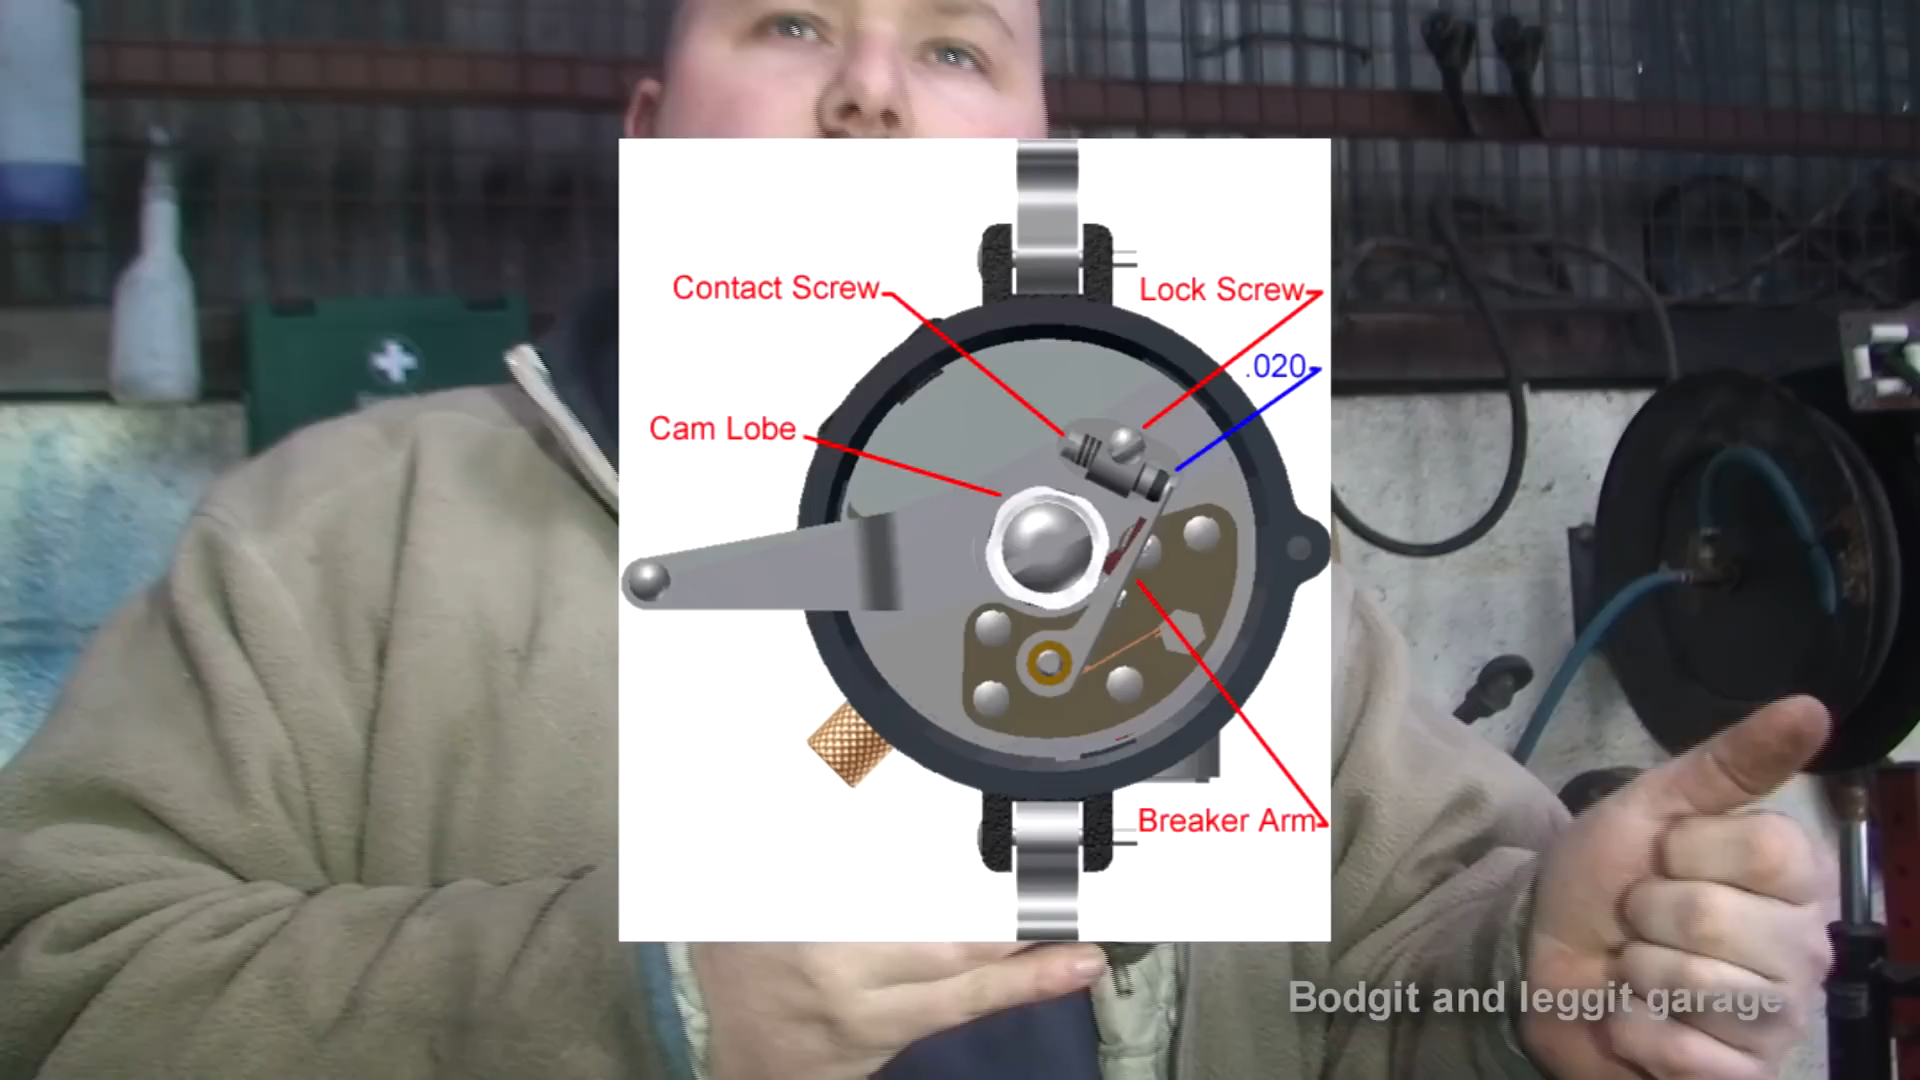 Contact Screw
Lock Screw
.020
Cam Lobe
Breaker Arm
Bodgit and leggit garage